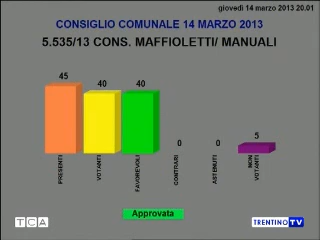 giovedì 14 marzo 2013 20.01
CONSIGLIO COMUNALE 14 MARZO 2013
5.535/13 CONS. MAFFIOLETTI/ MANUALI
45
40
40
0
0
5
PRESENTI
VOTANTI
FAVOREVOLI
CONTRARI
ASTENUTI
NON VOTANTI
Approvata
TCA
TRENTINO TV